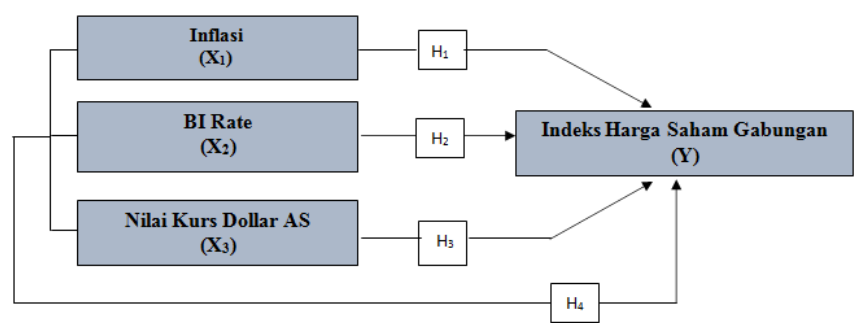 Inflasi
(X₁)
H₁
BI Rate
(X₂)
H₂
Indeks Harga Saham Gabungan
(Y)
Nilai Kurs Dollar AS
(X₃)
H₃
H₄